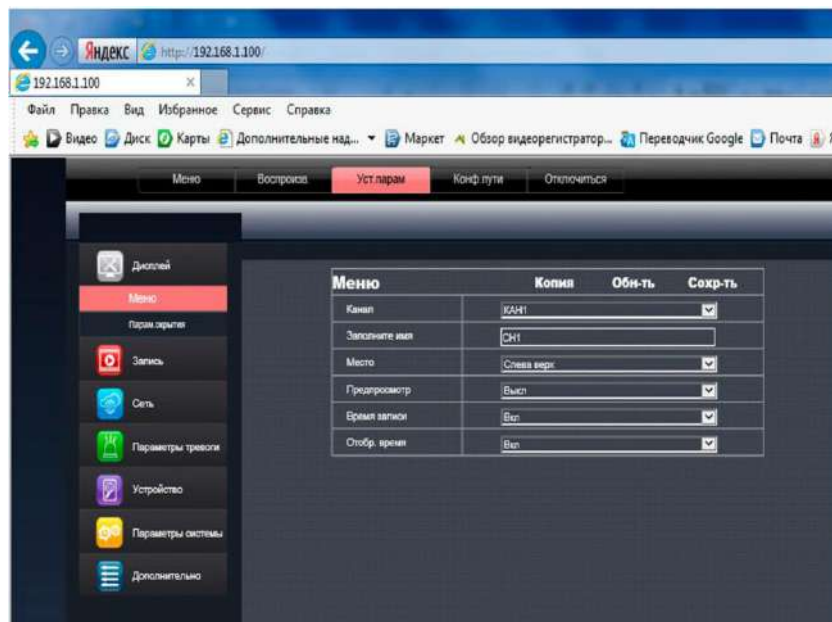 Яндекс http://192.168.1.100/
192.168.1.100
Файл Правка Вид Избранное Сервис Справка
Видео Диск Карты Дополнительные над... Маркет Обзор видеорегистратор... Переводчик Google Почта
Меню Воспроизв. Уст.парам Конф.пути Отключиться
Дисплей
Меню
Парам.скрытия
Запись
Сеть
Параметры тревоги
Устройство
Параметры системы
Дополнительно
Меню Копия Обн-ть Сохр-ть
Канал КАН1
Заполните имя CH1
Место Слева верх
Предпросмотр Выкл
Время записи Вкл
Отобр. время Вкл